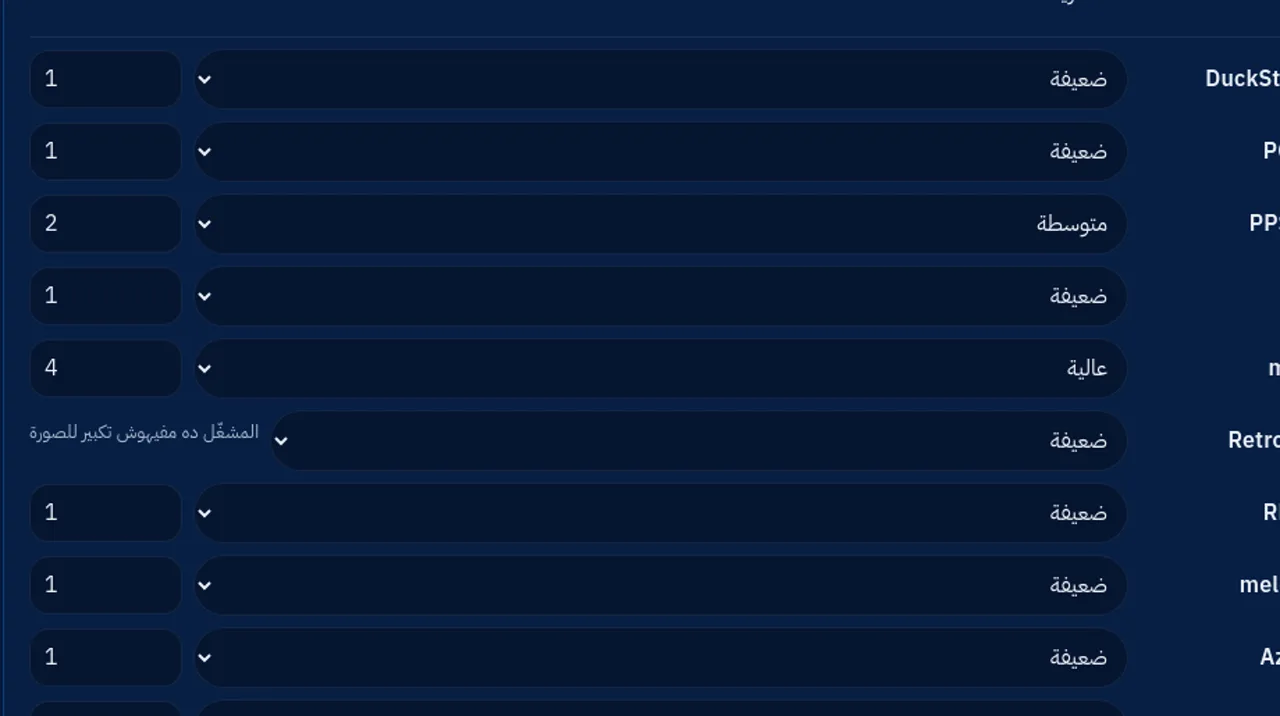 DuckSt ضعيفة 1
ضعيفة 1
PPS متوسطة 2
ضعيفة 1
m عالية 4
Retro ضعيفة المشغّل ده مفيهوش تكبير للصورة
ضعيفة 1
mel ضعيفة 1
Az ضعيفة 1